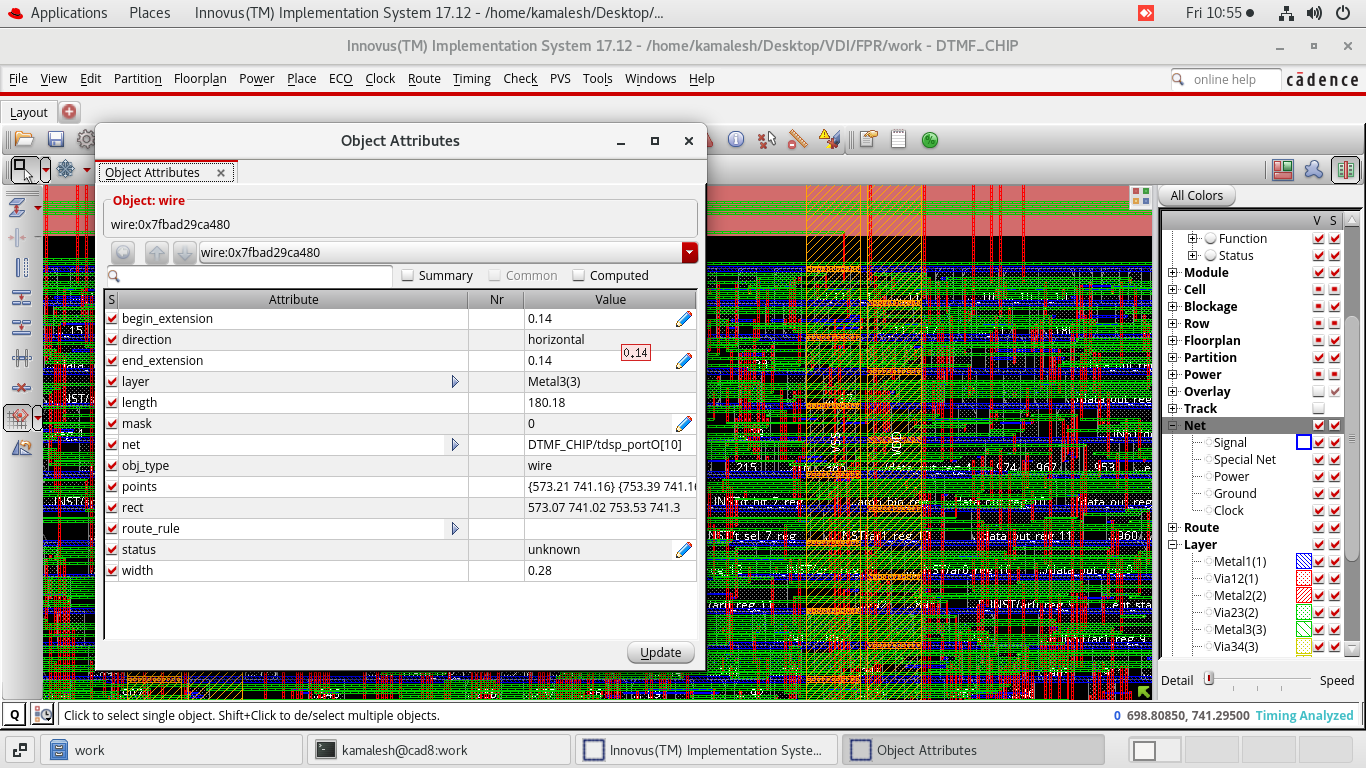 Applications Places Innovus(TM) Implementation System 17.12 - /home/kamalesh/Desktop/... Fri 10:55
Innovus(TM) Implementation System 17.12 - /home/kamalesh/Desktop/VDI/FPR/work - DTMF_CHIP
File View Edit Partition Floorplan Power Place ECO Clock Route Timing Check PVS Tools Windows Help online help cādence
Layout
Object Attributes
Object Attributes
Object: wire
wire:0x7fbad29ca480
wire:0x7fbad29ca480
Summary Common Computed
S Attribute Nr Value
begin_extension 0.14
direction horizontal
0.14
end_extension 0.14
layer Metal3(3)
length 180.18
mask 0
net DTMF_CHIP/tdsp_portO[10]
obj_type wire
points {573.21 741.16} {753.39 741.16
rect 573.07 741.02 753.53 741.3
route_rule
status unknown
width 0.28
Update
VSS
VDD
All Colors
V S
Function
Status
Module
Cell
Blockage
Row
Floorplan
Partition
Power
Overlay
Track
Net
Signal
Special Net
Power
Ground
Clock
Route
Layer
Metal1(1)
Via12(1)
Metal2(2)
Via23(2)
Metal3(3)
Via34(3)
Detail Speed
Q Click to select single object. Shift+Click to de/select multiple objects. 0 698.80850, 741.29500 Timing Analyzed
work kamalesh@cad8:work Innovus(TM) Implementation Syste... Object Attributes